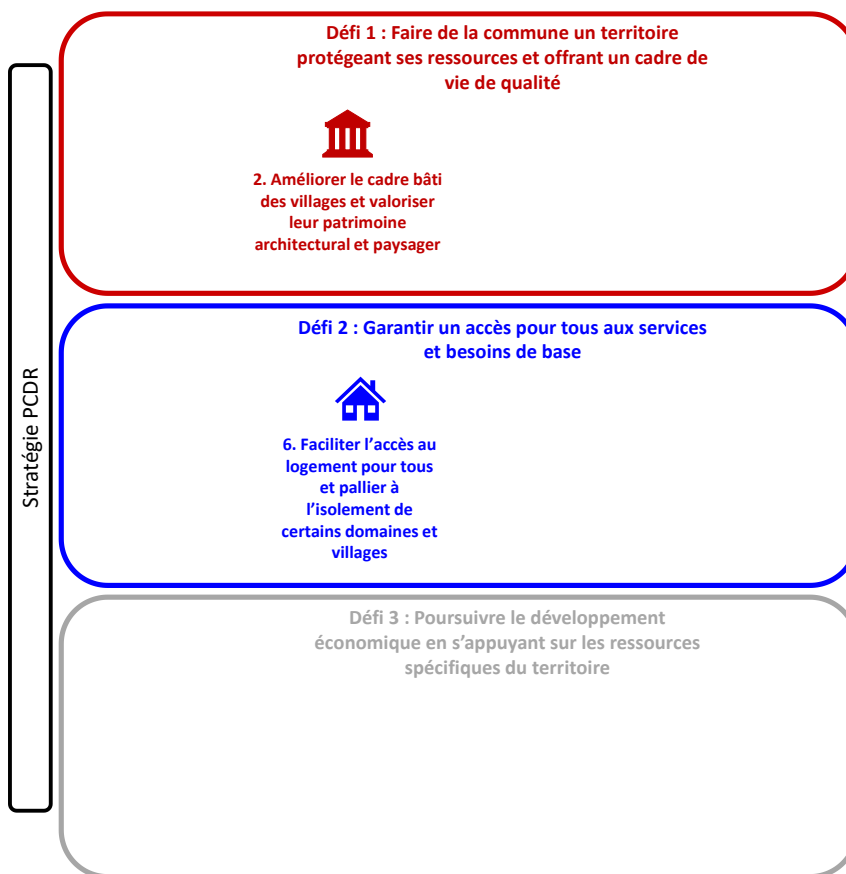 Stratégie PCDR
Défi 1 : Faire de la commune un territoire
protégeant ses ressources et offrant un cadre de
vie de qualité
2. Améliorer le cadre bâti
des villages et valoriser
leur patrimoine
architectural et paysager
Défi 2 : Garantir un accès pour tous aux services
et besoins de base
6. Faciliter l’accès au
logement pour tous
et pallier à
l’isolement de
certains domaines et
villages
Défi 3 : Poursuivre le développement
économique en s’appuyant sur les ressources
spécifiques du territoire